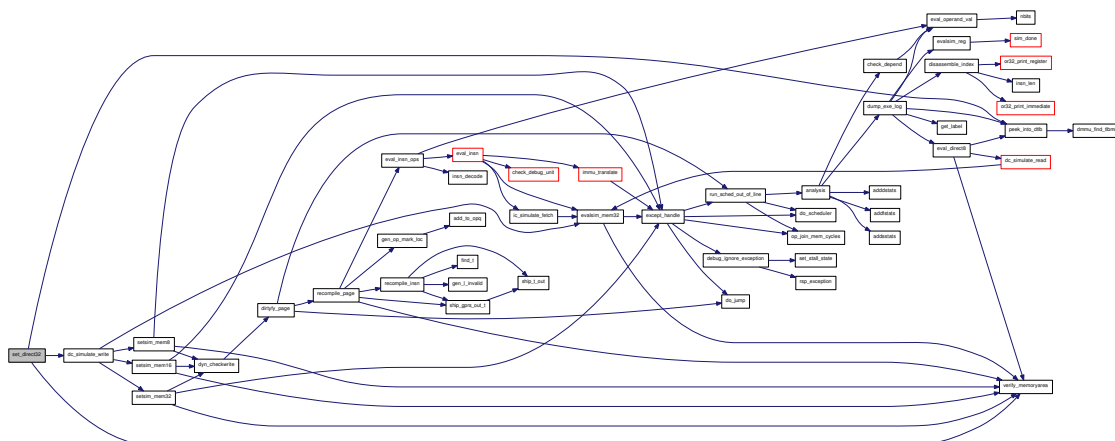 eval_operand_val
nbits
evalsim_reg
sim_done
check_depend
disassemble_index
or32_print_register
insn_len
dump_exe_log
or32_print_immediate
get_label
peek_into_dtlb
dmmu_find_tlbmr
eval_direct8
dc_simulate_read
eval_insn_ops
eval_insn
check_debug_unit
immu_translate
insn_decode
run_sched_out_of_line
analysis
adddstats
addfstats
addsstats
do_scheduler
op_join_mem_cycles
ic_simulate_fetch
evalsim_mem32
except_handle
add_to_opq
gen_op_mark_loc
debug_ignore_exception
set_stall_state
rsp_exception
find_t
recompile_insn
gen_l_invalid
ship_t_out
recompile_page
ship_gprs_out_t
dirtyfy_page
do_jump
set_direct32
dc_simulate_write
setsim_mem8
setsim_mem16
dyn_checkwrite
setsim_mem32
verify_memoryarea